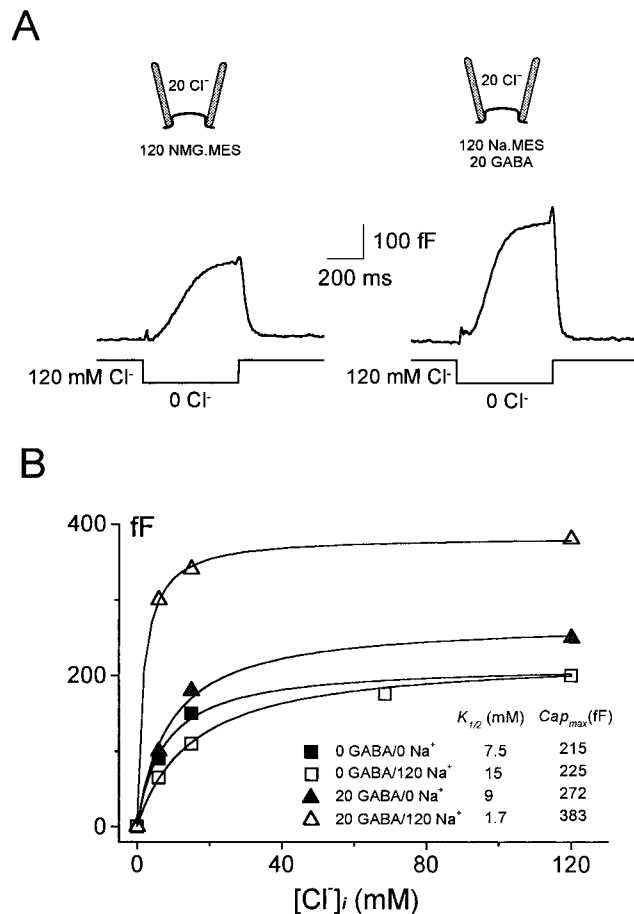 A
20 Cl⁻
20 Cl⁻
120 NMG.MES
120 Na.MES
20 GABA
100 fF
200 ms
120 mM Cl⁻
0 Cl⁻
120 mM Cl⁻
0 Cl⁻
B
fF
400
200
0
K1/2 (mM) Capmax(fF)
0 GABA/0 Na⁺ 7.5 215
0 GABA/120 Na⁺ 15 225
20 GABA/0 Na⁺ 9 272
20 GABA/120 Na⁺ 1.7 383
0 40 80 120
[Cl⁻]i (mM)